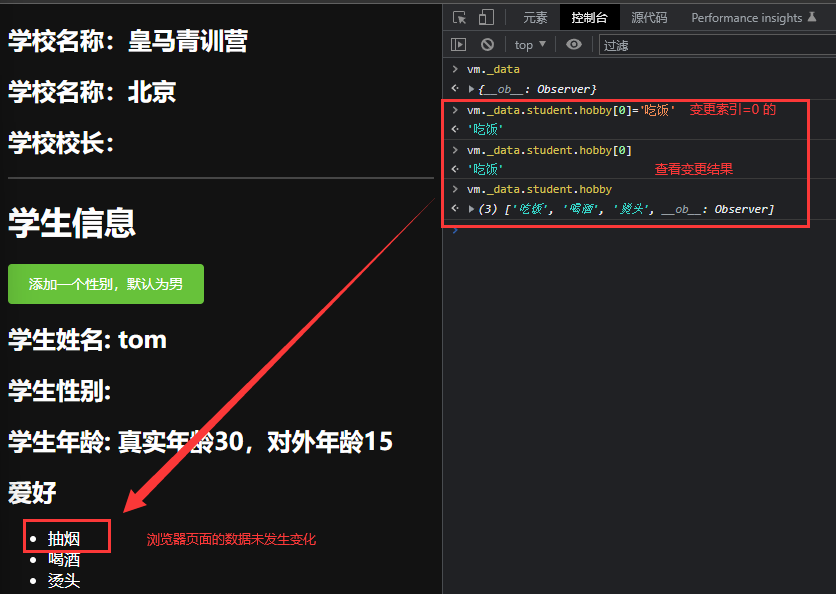 学校名称：皇马青训营
学校名称：北京
学校校长：
学生信息
添加一个性别，默认为男
学生姓名: tom
学生性别:
学生年龄: 真实年龄30，对外年龄15
爱好
抽烟
喝酒
烫头
浏览器页面的数据未发生变化
元素 控制台 源代码 Performance insights
top 过滤
vm._data
{__ob__: Observer}
vm._data.student.hobby[0]='吃饭' 变更索引=0 的
'吃饭'
vm._data.student.hobby[0]
'吃饭' 查看变更结果
vm._data.student.hobby
(3) ['吃饭', '喝酒', '烫头', __ob__: Observer]